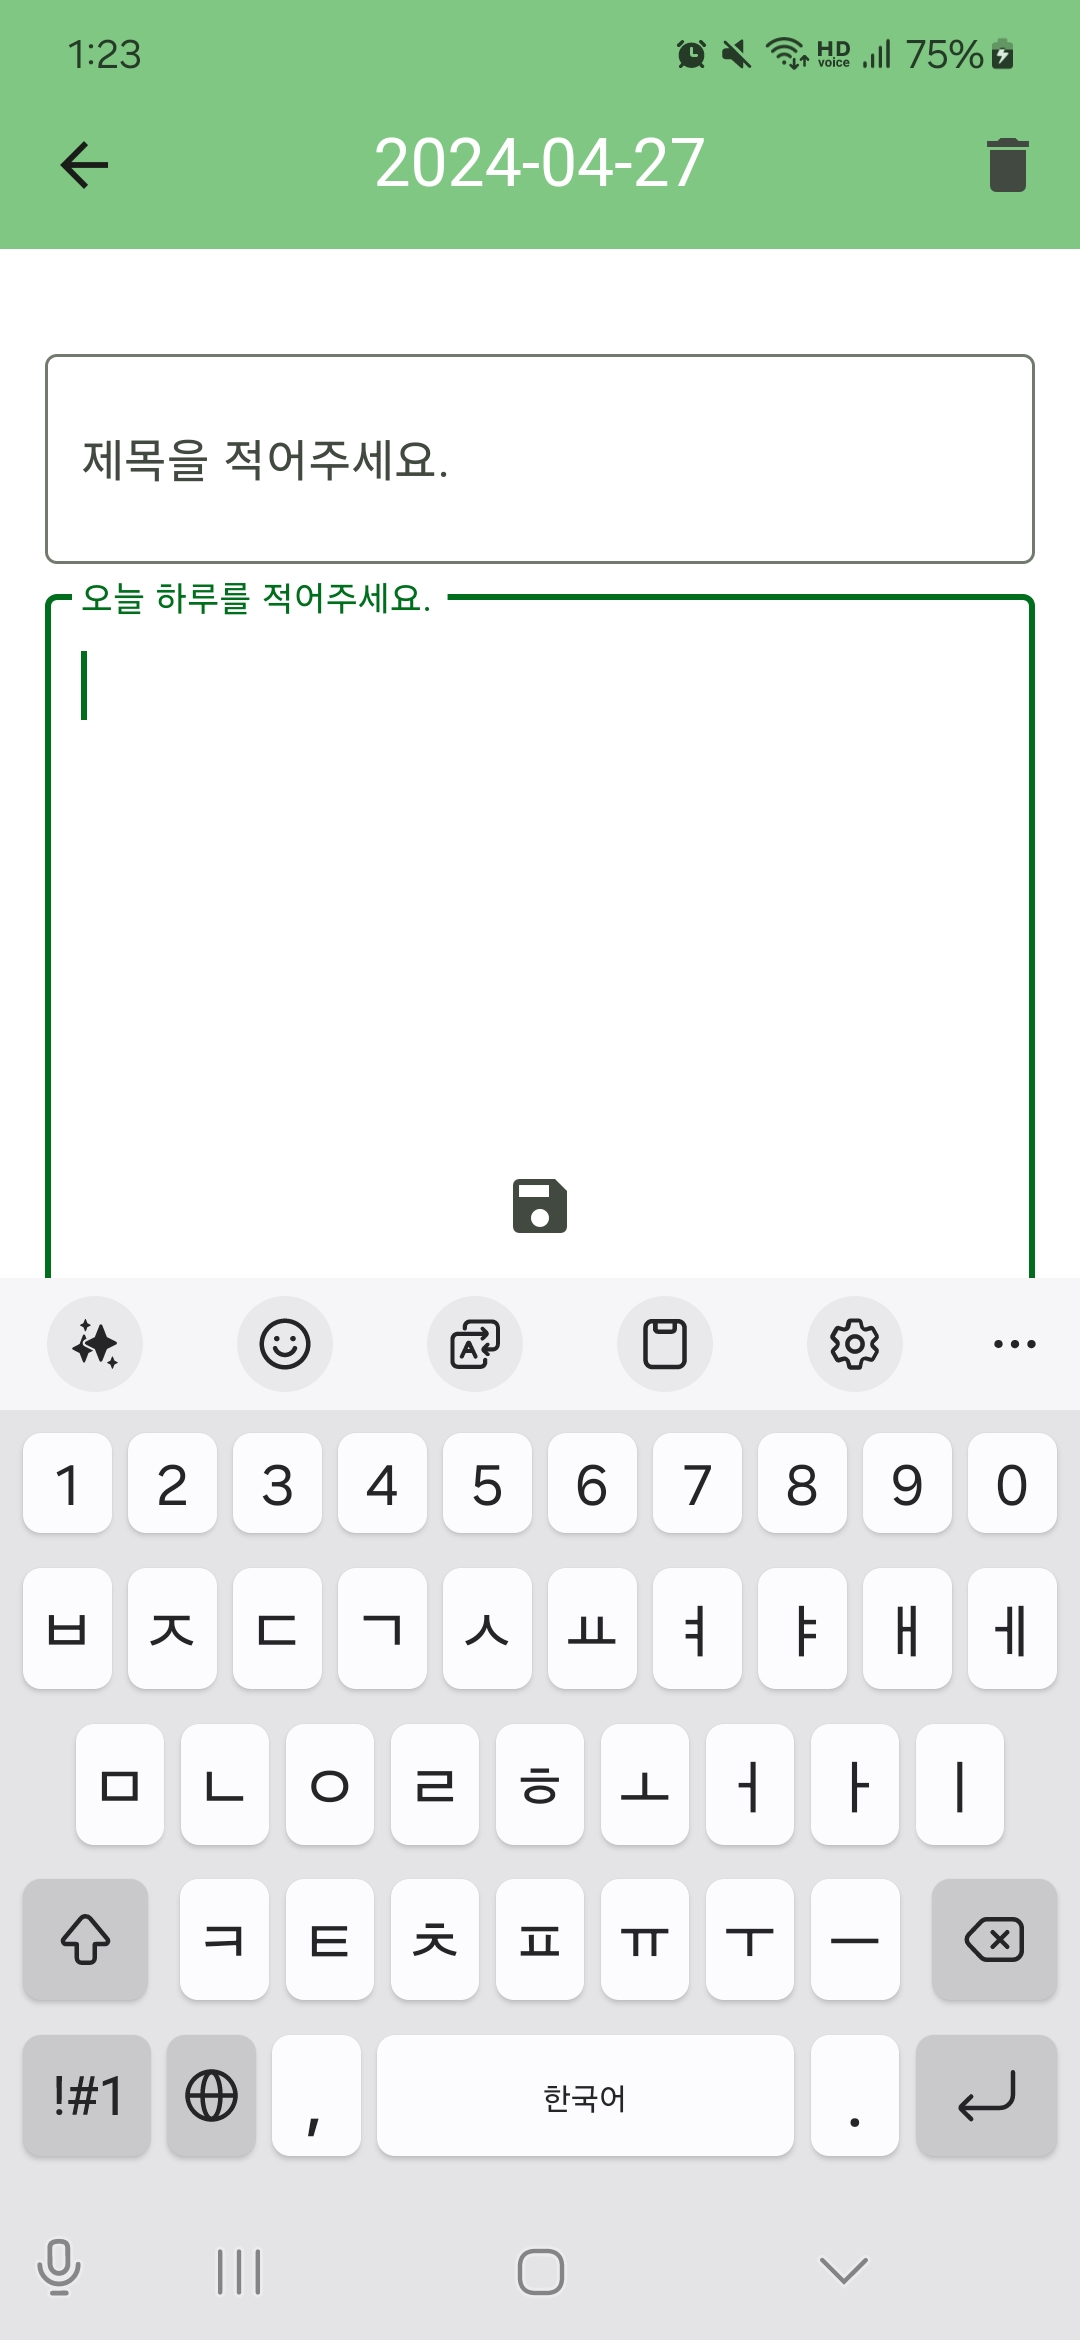 1:23 HD voice 75%
2024-04-27
제목을 적어주세요.
오늘 하루를 적어주세요.
1 2 3 4 5 6 7 8 9 0
ㅂ ㅈ ㄷ ㄱ ㅅ ㅛ ㅕ ㅑ ㅐ ㅔ
ㅁ ㄴ ㅇ ㄹ ㅎ ㅗ ㅓ ㅏ ㅣ
ㅋ ㅌ ㅊ ㅍ ㅠ ㅜ ㅡ
!#1 , 한국어 .